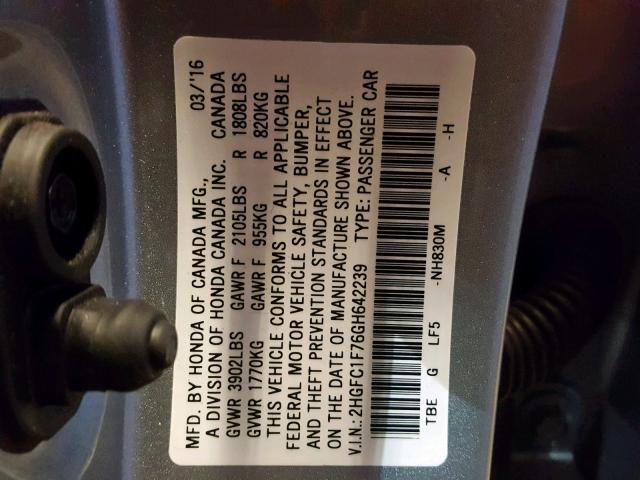 MFD. BY HONDA OF CANADA MFG., 03/'16
A DIVISION OF HONDA CANADA INC. CANADA
GVWR 3902LBS GAWR F 2105LBS R 1808LBS
GVWR 1770KG GAWR F 955KG R 820KG
THIS VEHICLE CONFORMS TO ALL APPLICABLE
FEDERAL MOTOR VEHICLE SAFETY, BUMPER,
AND THEFT PREVENTION STANDARDS IN EFFECT
ON THE DATE OF MANUFACTURE SHOWN ABOVE.
V.I.N.: 2HGFC1F76GH642239 TYPE: PASSENGER CAR
TBE G LF5 -NH830M -A -H